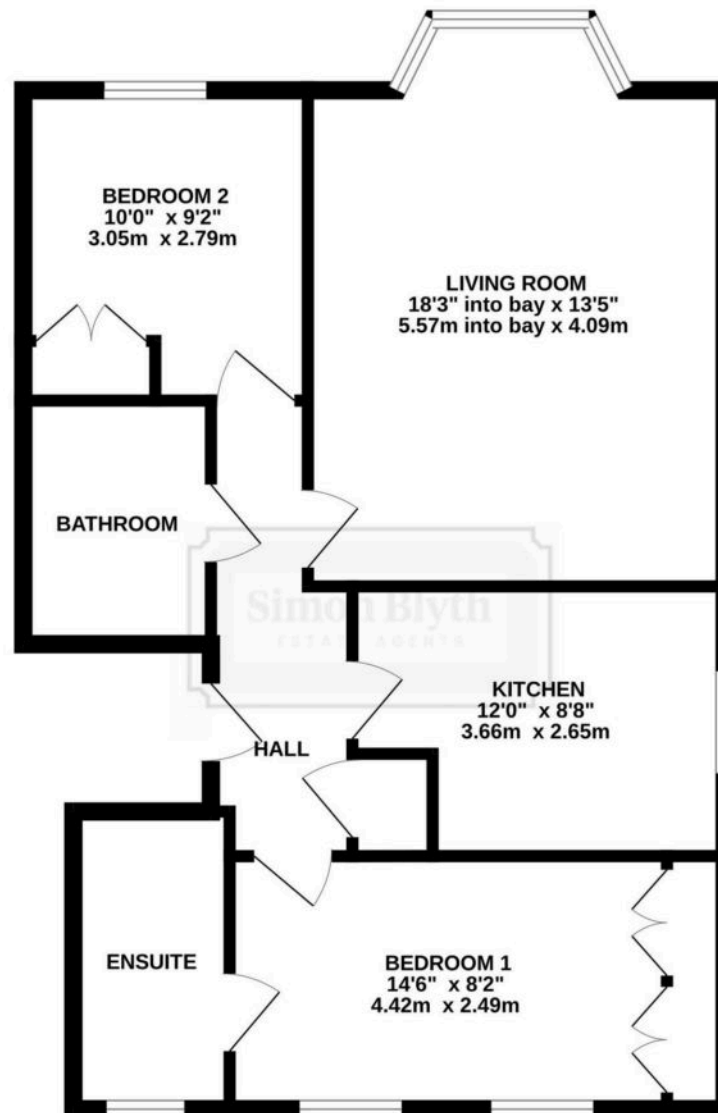 BEDROOM 2
10'0" x 9'2"
3.05m x 2.79m
LIVING ROOM
18'3" into bay x 13'5"
5.57m into bay x 4.09m
BATHROOM
Simon Blyth
ESTATE AGENTS
KITCHEN
12'0" x 8'8"
3.66m x 2.65m
HALL
ENSUITE
BEDROOM 1
14'6" x 8'2"
4.42m x 2.49m